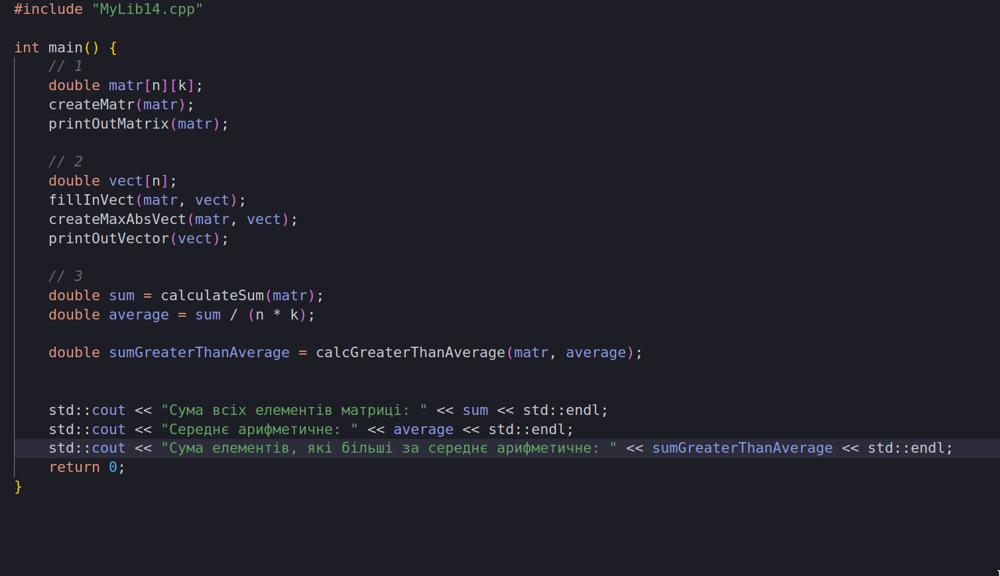 #include "MyLib14.cpp"
int main() {
// 1
double matr[n][k];
createMatr(matr);
printOutMatrix(matr);
// 2
double vect[n];
fillInVect(matr, vect);
createMaxAbsVect(matr, vect);
printOutVector(vect);
// 3
double sum = calculateSum(matr);
double average = sum / (n * k);
double sumGreaterThanAverage = calcGreaterThanAverage(matr, average);
std::cout << "Сума всіх елементів матриці: " << sum << std::endl;
std::cout << "Середнє арифметичне: " << average << std::endl;
std::cout << "Сума елементів, які більші за середнє арифметичне: " << sumGreaterThanAverage << std::endl;
return 0;
}